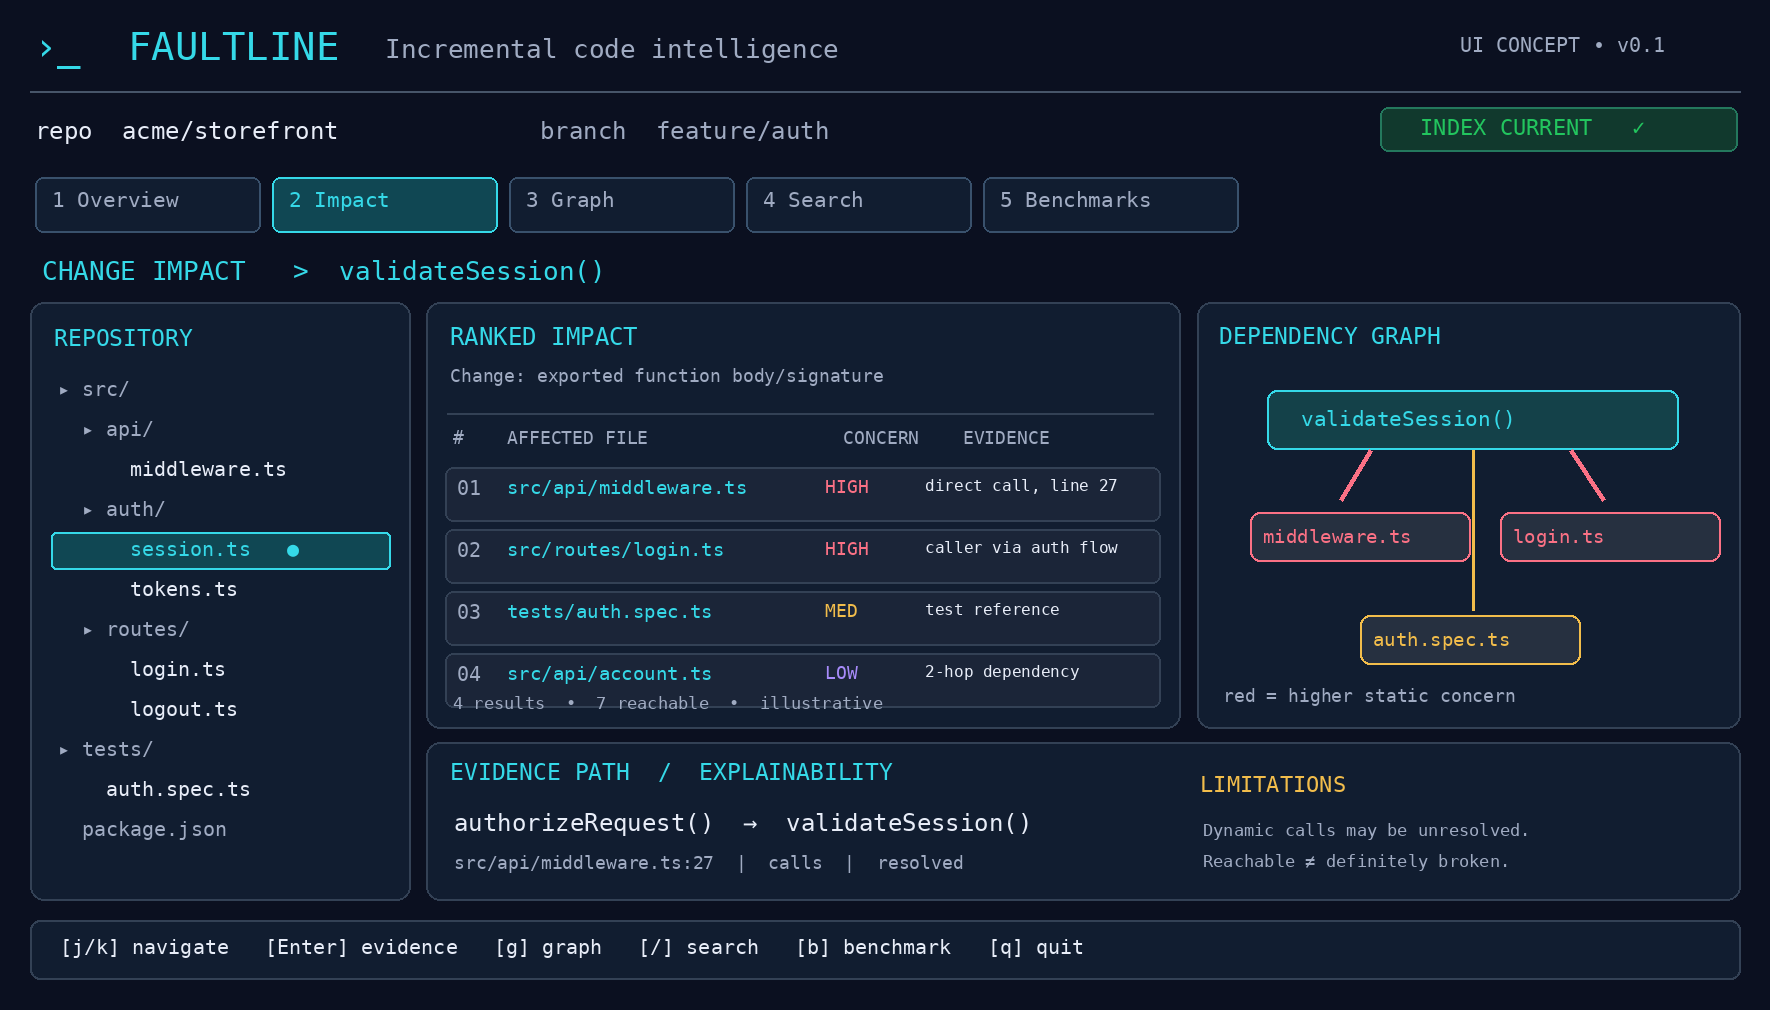 ›_ FAULTLINE Incremental code intelligence UI CONCEPT • v0.1
repo acme/storefront branch feature/auth INDEX CURRENT ✓
1 Overview 2 Impact 3 Graph 4 Search 5 Benchmarks
CHANGE IMPACT > validateSession()
REPOSITORY
▸ src/
▸ api/
middleware.ts
▸ auth/
session.ts ●
tokens.ts
▸ routes/
login.ts
logout.ts
▸ tests/
auth.spec.ts
package.json
RANKED IMPACT
Change: exported function body/signature
# AFFECTED FILE CONCERN EVIDENCE
01 src/api/middleware.ts HIGH direct call, line 27
02 src/routes/login.ts HIGH caller via auth flow
03 tests/auth.spec.ts MED test reference
04 src/api/account.ts LOW 2-hop dependency
4 results • 7 reachable • illustrative
DEPENDENCY GRAPH
validateSession()
middleware.ts login.ts
auth.spec.ts
red = higher static concern
EVIDENCE PATH / EXPLAINABILITY
authorizeRequest() → validateSession()
src/api/middleware.ts:27 | calls | resolved
LIMITATIONS
Dynamic calls may be unresolved.
Reachable ≠ definitely broken.
[j/k] navigate [Enter] evidence [g] graph [/] search [b] benchmark [q] quit